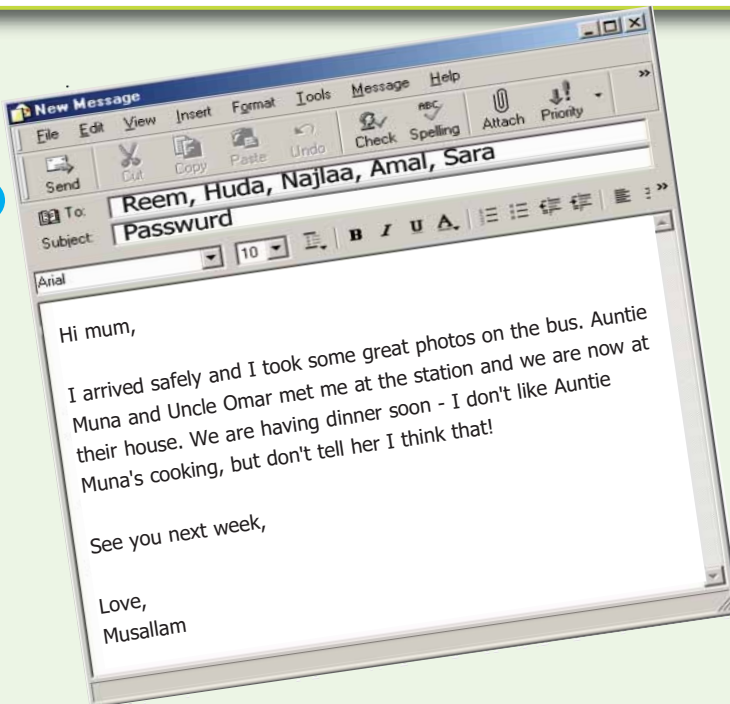 New Message
File Edit View Insert Format Tools Message Help
Send Cut Copy Paste Undo Check Spelling Attach Priority
To: Reem, Huda, Najlaa, Amal, Sara
Subject: Passwurd
Arial 10 B I U A
Hi mum,
I arrived safely and I took some great photos on the bus. Auntie
Muna and Uncle Omar met me at the station and we are now at
their house. We are having dinner soon - I don't like Auntie
Muna's cooking, but don't tell her I think that!
See you next week,
Love,
Musallam